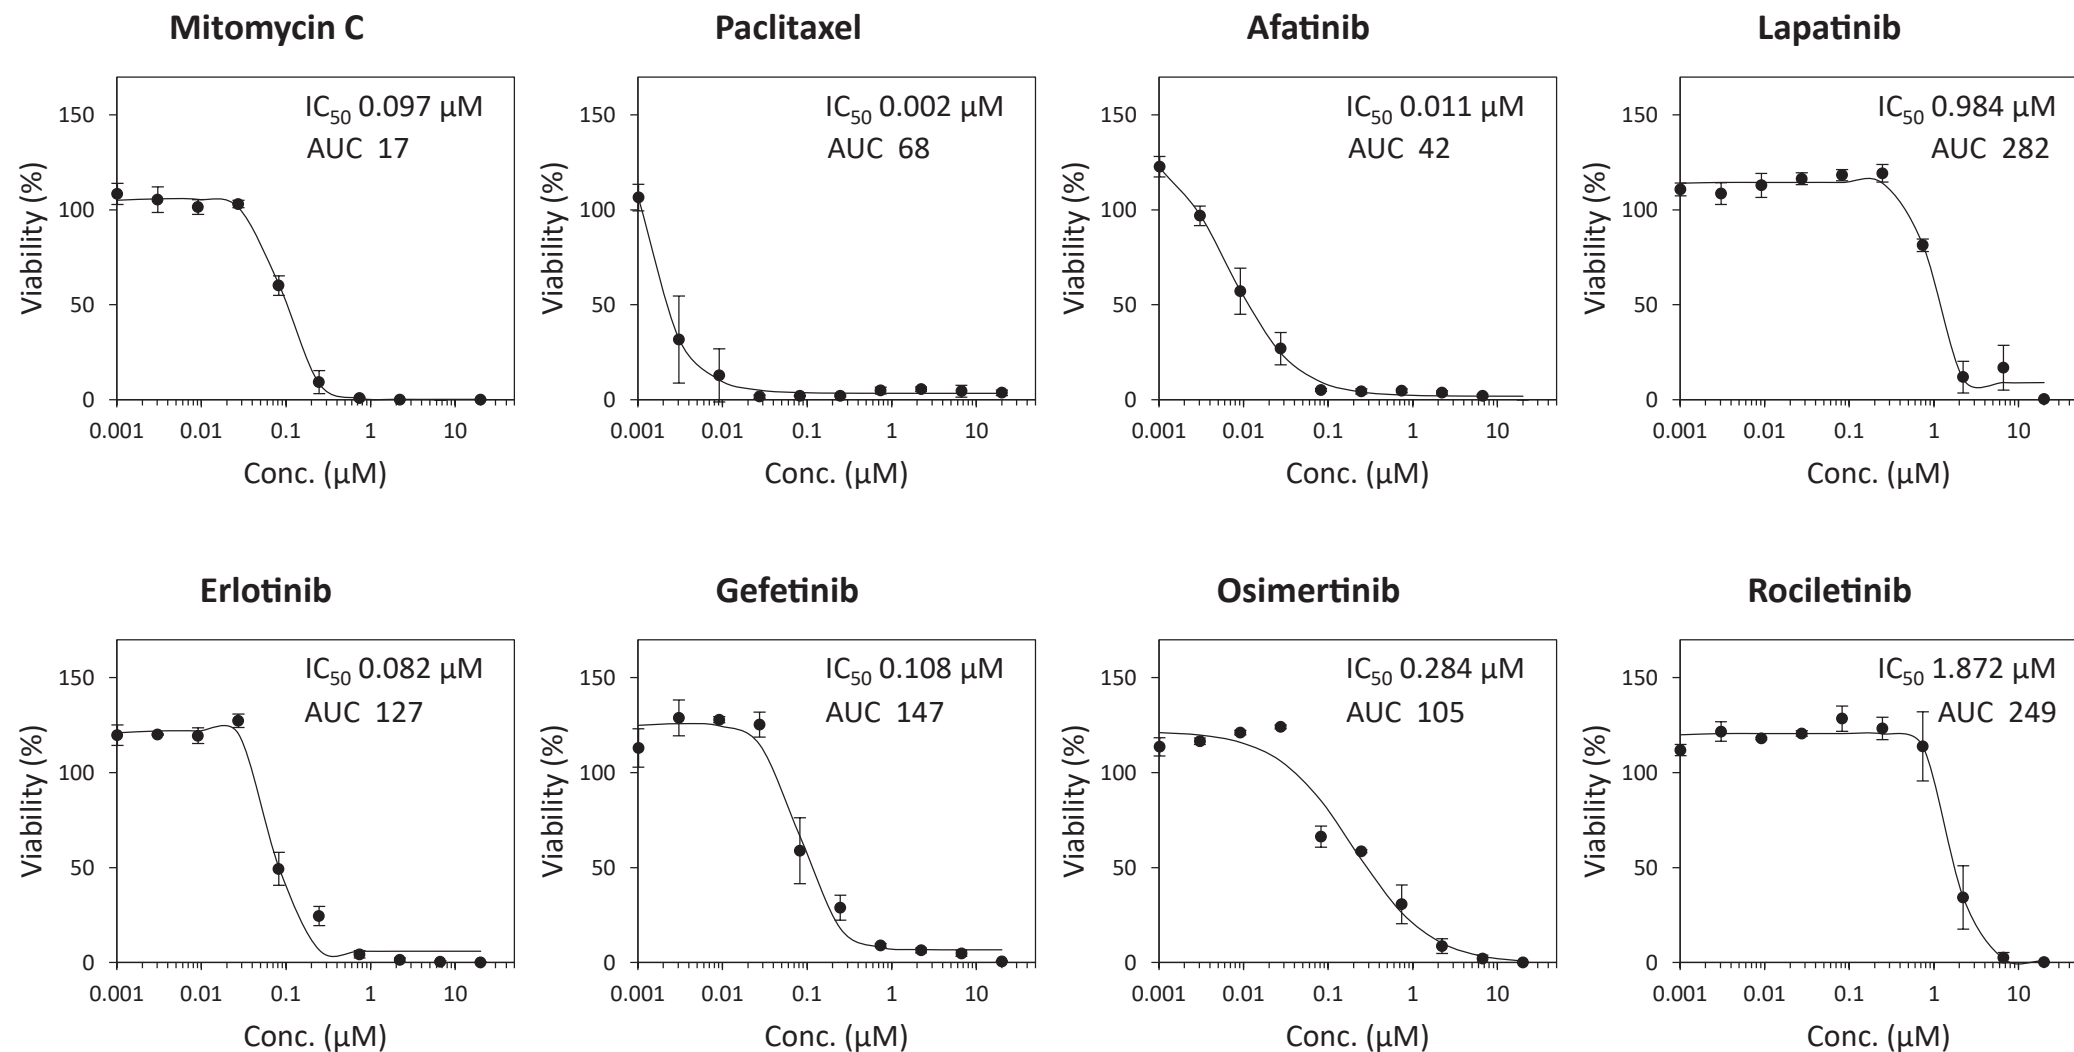 Mitomycin C
IC50 0.097 µM
AUC 17
Viability (%)
150
100
50
0
0.001 0.01 0.1 1 10
Conc. (µM)
Paclitaxel
IC50 0.002 µM
AUC 68
Viability (%)
150
100
50
0
0.001 0.01 0.1 1 10
Conc. (µM)
Afatinib
IC50 0.011 µM
AUC 42
Viability (%)
150
100
50
0
0.001 0.01 0.1 1 10
Conc. (µM)
Lapatinib
IC50 0.984 µM
AUC 282
Viability (%)
150
100
50
0
0.001 0.01 0.1 1 10
Conc. (µM)
Erlotinib
IC50 0.082 µM
AUC 127
Viability (%)
150
100
50
0
0.001 0.01 0.1 1 10
Conc. (µM)
Gefetinib
IC50 0.108 µM
AUC 147
Viability (%)
150
100
50
0
0.001 0.01 0.1 1 10
Conc. (µM)
Osimertinib
IC50 0.284 µM
AUC 105
Viability (%)
150
100
50
0
0.001 0.01 0.1 1 10
Conc. (µM)
Rociletinib
IC50 1.872 µM
AUC 249
Viability (%)
150
100
50
0
0.001 0.01 0.1 1 10
Conc. (µM)